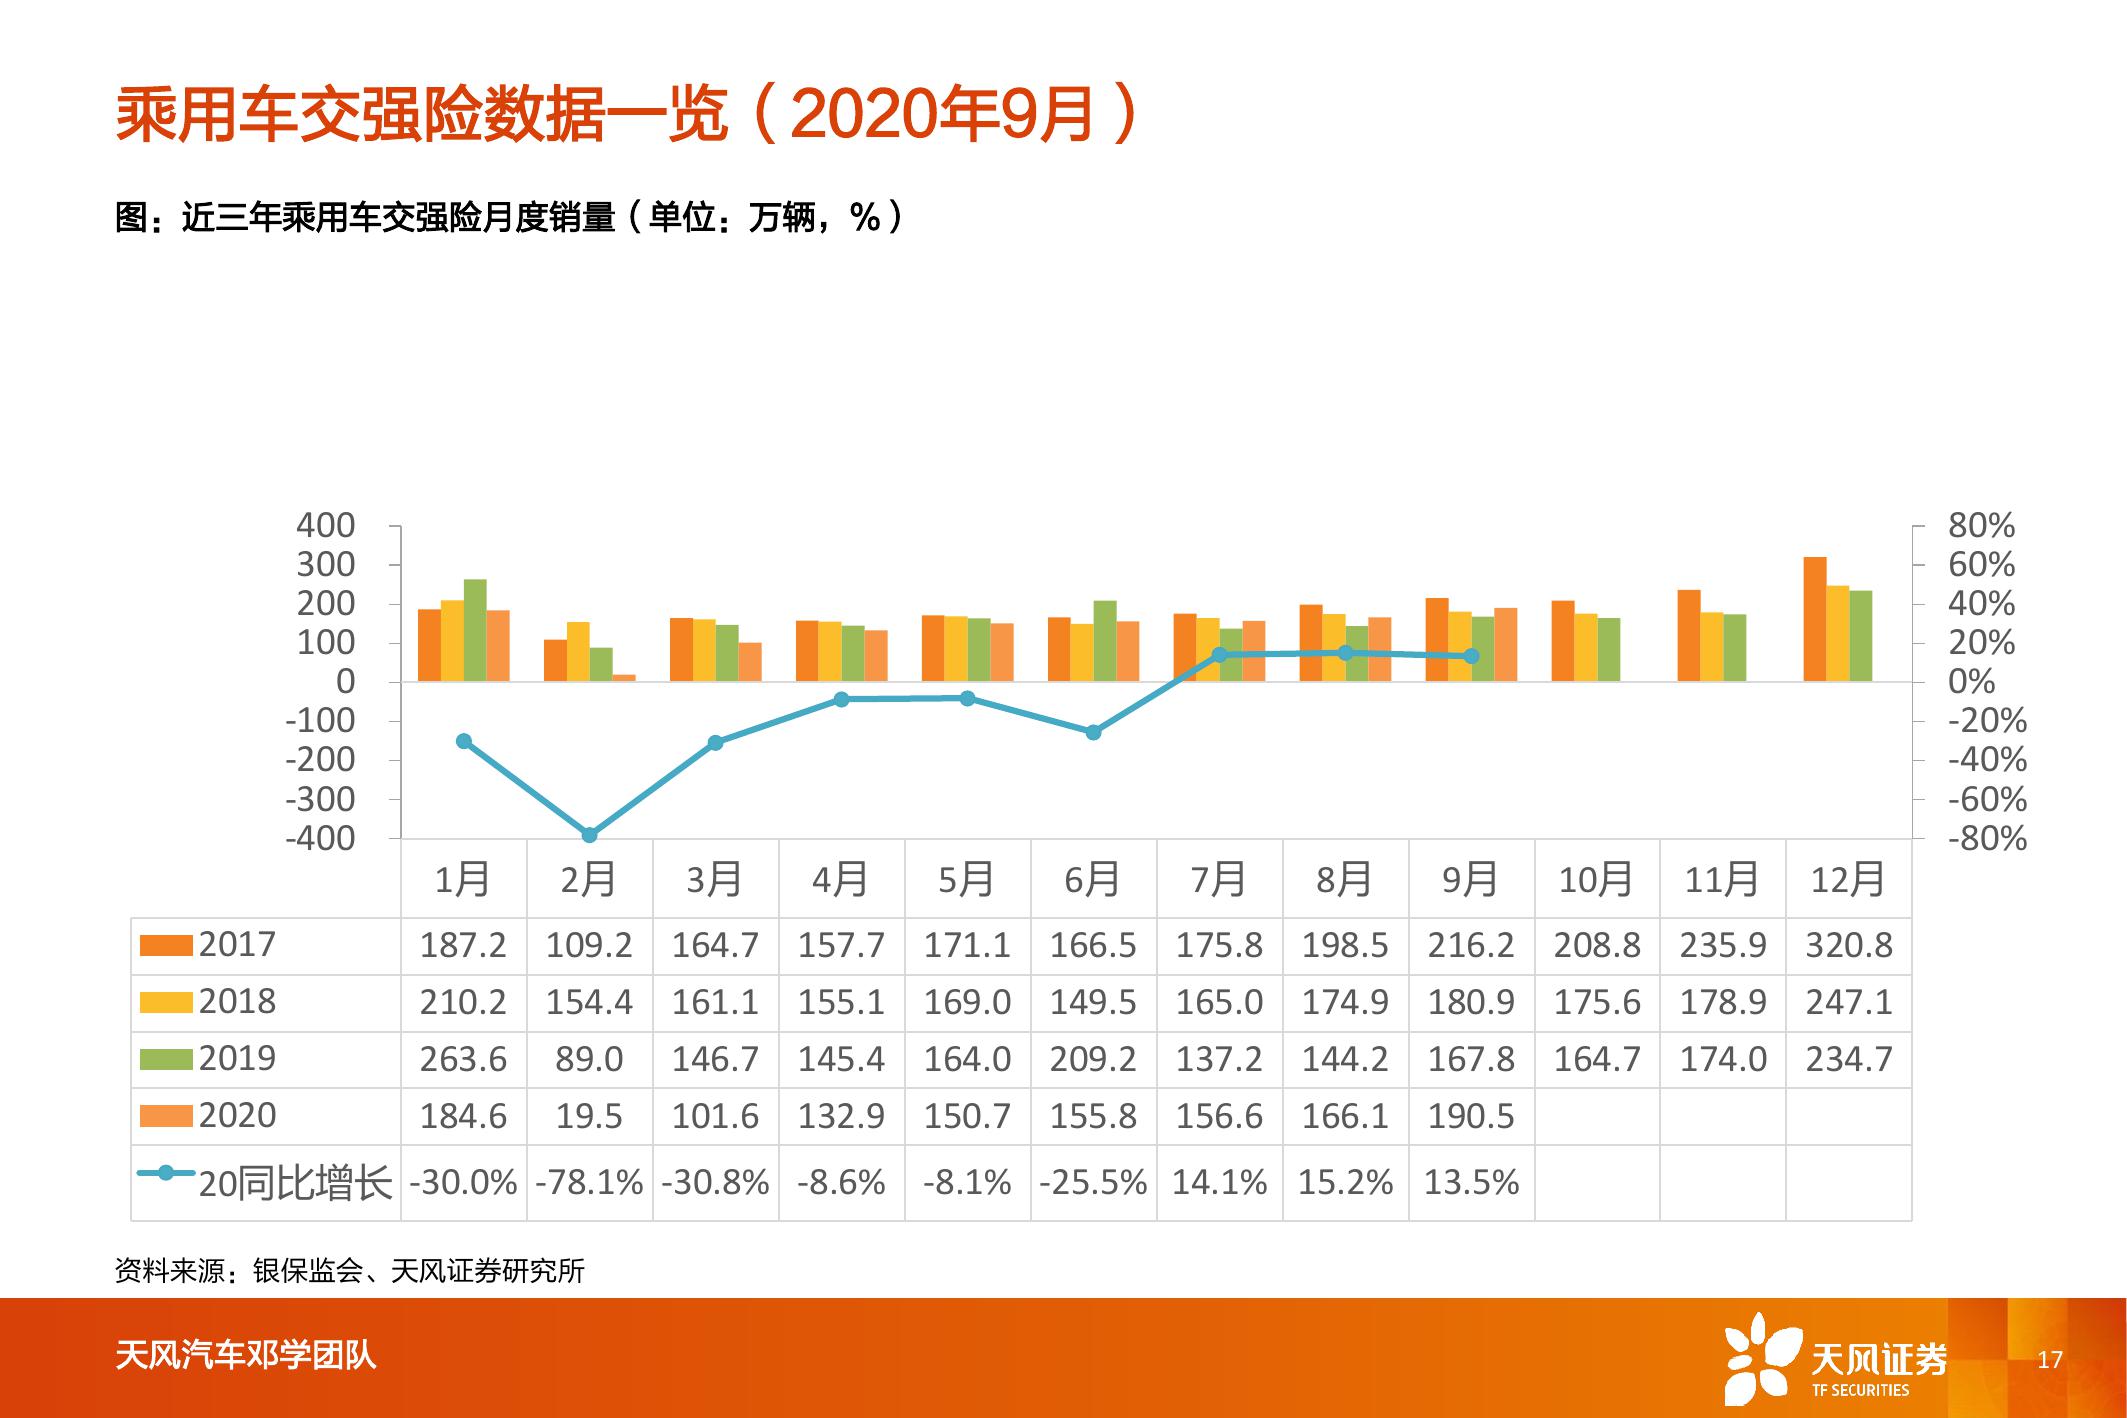 乘用车交强险数据一览（2020年9月）
图：近三年乘用车交强险月度销量（单位：万辆，%）
400 80%
300 60%
200 40%
100 20%
0 0%
-100 -20%
-200 -40%
-300 -60%
-400 -80%
1月 2月 3月 4月 5月 6月 7月 8月 9月 10月 11月 12月
2017 187.2 109.2 164.7 157.7 171.1 166.5 175.8 198.5 216.2 208.8 235.9 320.8
2018 210.2 154.4 161.1 155.1 169.0 149.5 165.0 174.9 180.9 175.6 178.9 247.1
2019 263.6 89.0 146.7 145.4 164.0 209.2 137.2 144.2 167.8 164.7 174.0 234.7
2020 184.6 19.5 101.6 132.9 150.7 155.8 156.6 166.1 190.5
20同比增长 -30.0% -78.1% -30.8% -8.6% -8.1% -25.5% 14.1% 15.2% 13.5%
资料来源：银保监会、天风证券研究所
天风汽车邓学团队
天风证券
TF SECURITIES
17